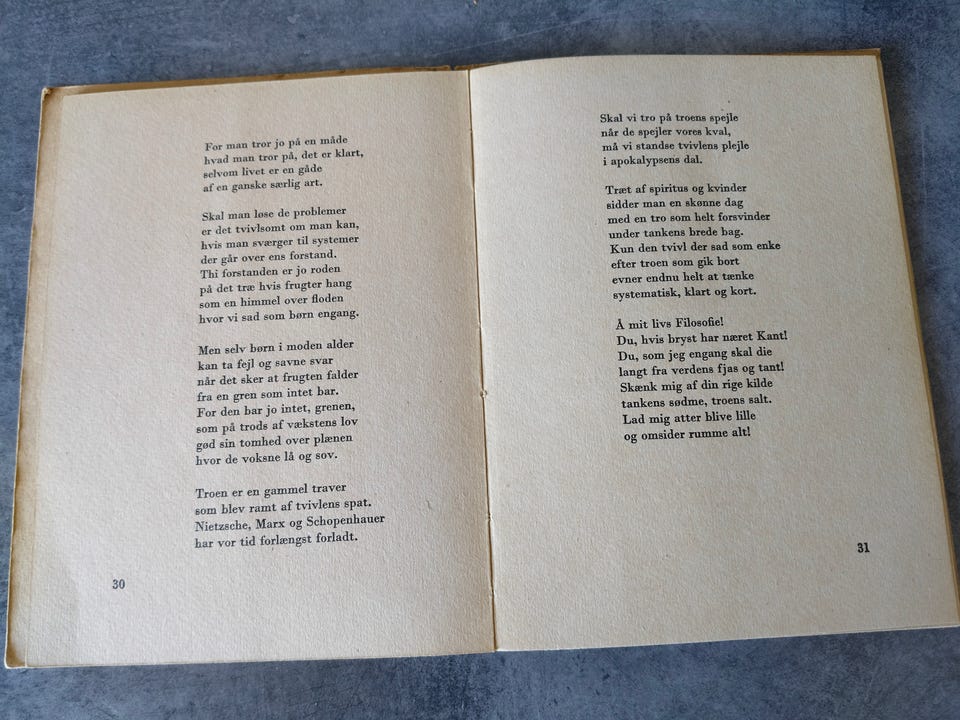 For man tror jo på en måde
hvad man tror på, det er klart,
selvom livet er en gåde
af en ganske særlig art.

Skal man løse de problemer
er det tvivlsomt om man kan,
hvis man sværger til systemer
der går over ens forstand.
Thi forstanden er jo roden
på det træ hvis frugter hang
som en himmel over floden
hvor vi sad som børn engang.

Men selv børn i moden alder
kan ta fejl og savne svar
når det sker at frugten falder
fra en gren som intet bar.
For den bar jo intet, grenen,
som på trods af vækstens lov
gød sin tomhed over plænen
hvor de voksne lå og sov.

Troen er en gammel traver
som blev ramt af tvivlens spat.
Nietzsche, Marx og Schopenhauer
har vor tid forlængst forladt.

30

Skal vi tro på troens spejle
når de spejler vores kval,
må vi standse tvivlens plejle
i apokalypsens dal.

Træt af spiritus og kvinder
sidder man en skønne dag
med en tro som helt forsvinder
under tankens brede bag.
Kun den tvivl der sad som enke
efter troen som gik bort
evner endnu helt at tænke
systematisk, klart og kort.

Å mit livs Filosofie!
Du, hvis bryst har næret Kant!
Du, som jeg engang skal die
langt fra verdens fjas og tant!
Skænk mig af din rige kilde
tankens sødme, troens salt.
Lad mig atter blive lille
og omsider rumme alt!

31